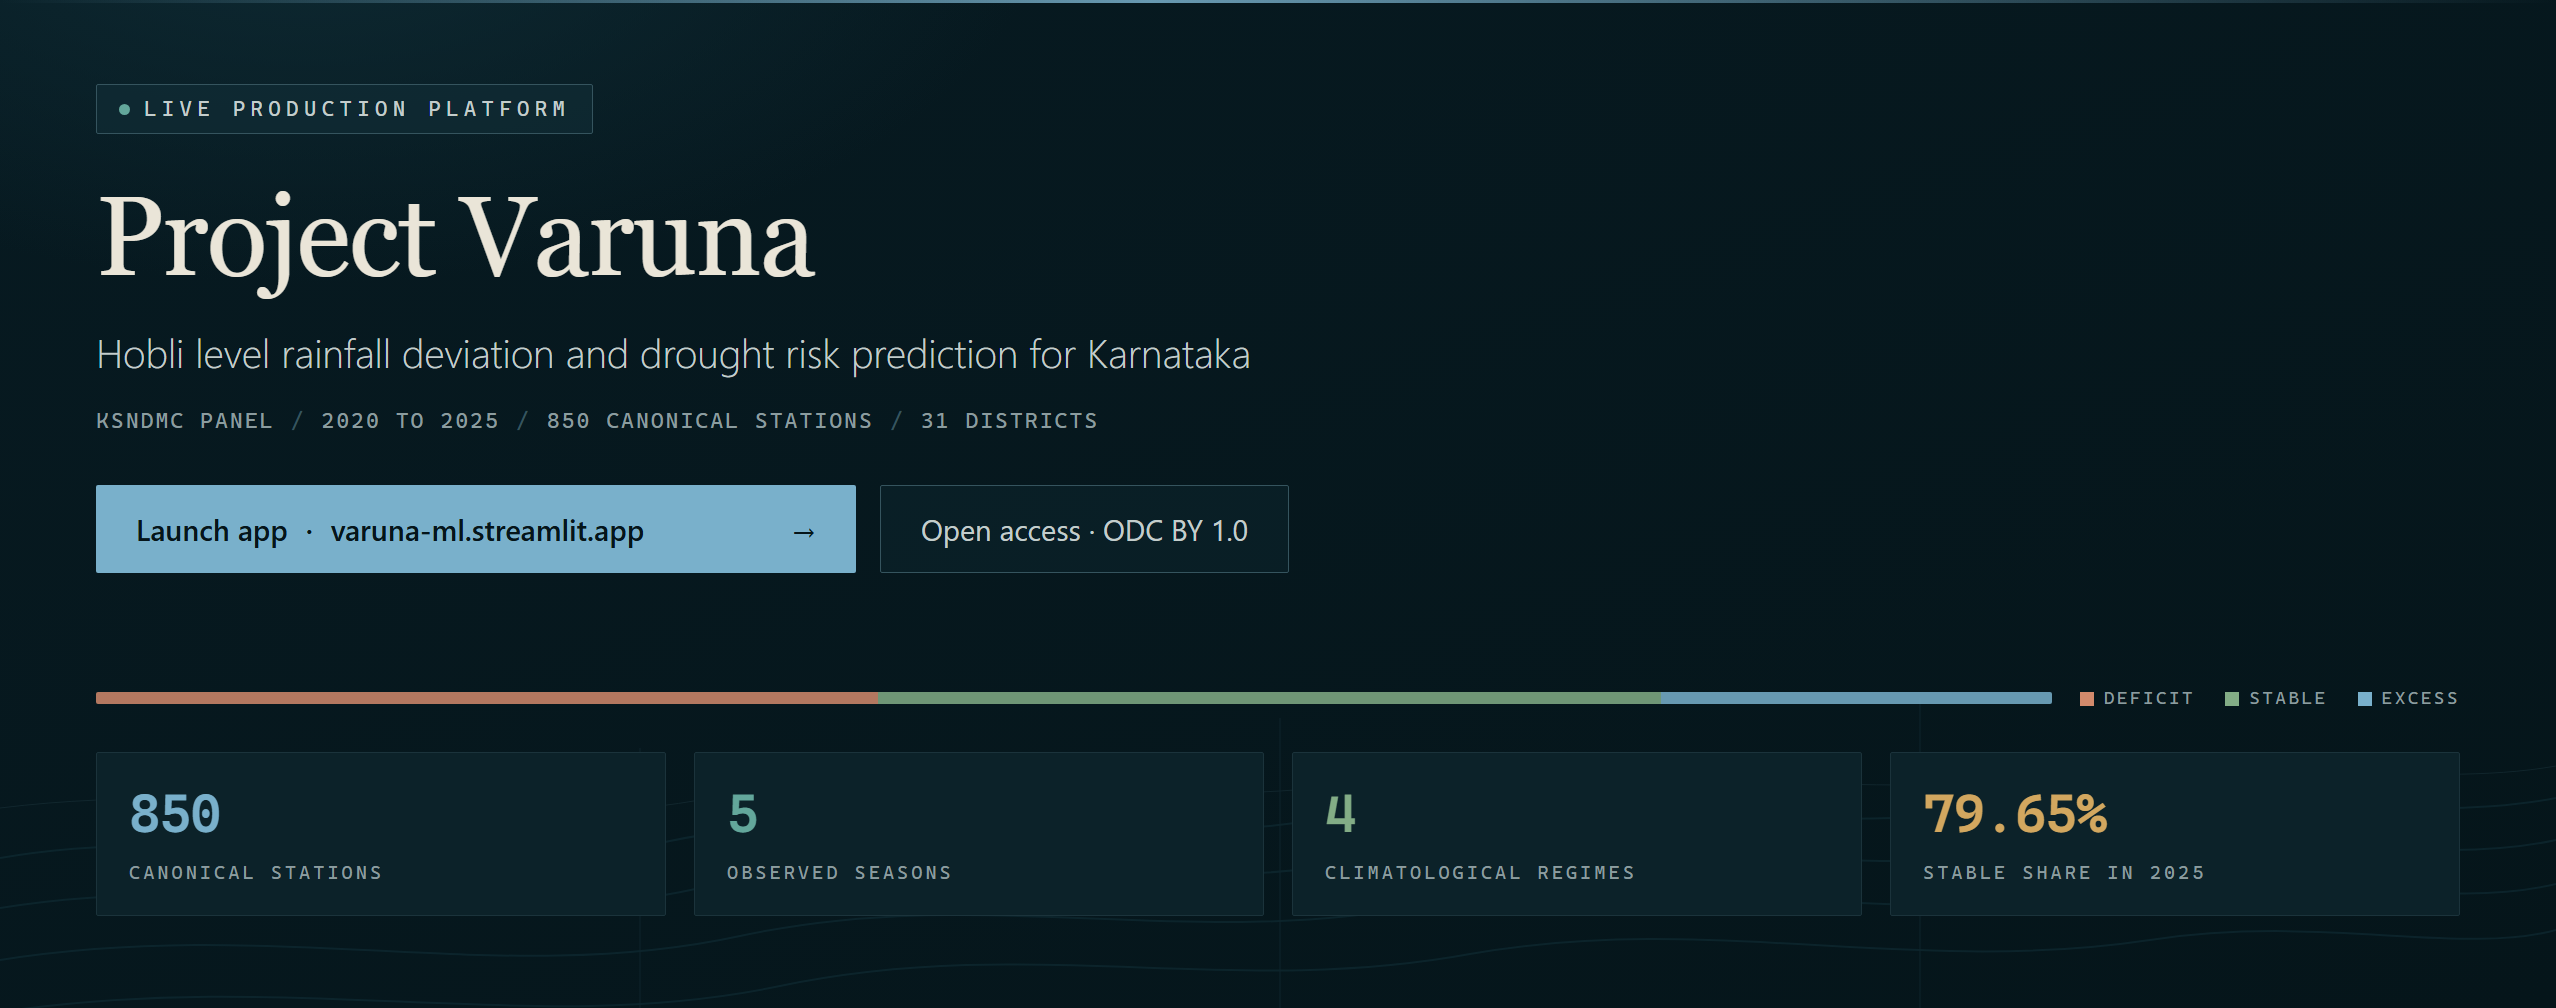 LIVE PRODUCTION PLATFORM
Project Varuna
Hobli level rainfall deviation and drought risk prediction for Karnataka
KSNDMC PANEL / 2020 TO 2025 / 850 CANONICAL STATIONS / 31 DISTRICTS
Launch app · varuna-ml.streamlit.app →
Open access · ODC BY 1.0
DEFICIT
STABLE
EXCESS
850
CANONICAL STATIONS
5
OBSERVED SEASONS
4
CLIMATOLOGICAL REGIMES
79.65%
STABLE SHARE IN 2025